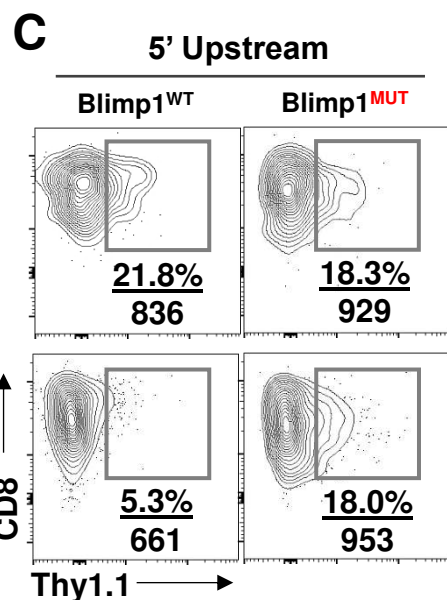 C
5’ Upstream
Blimp1WT Blimp1MUT
21.8% 18.3%
836 929
5.3% 18.0%
661 953
CD8
Thy1.1